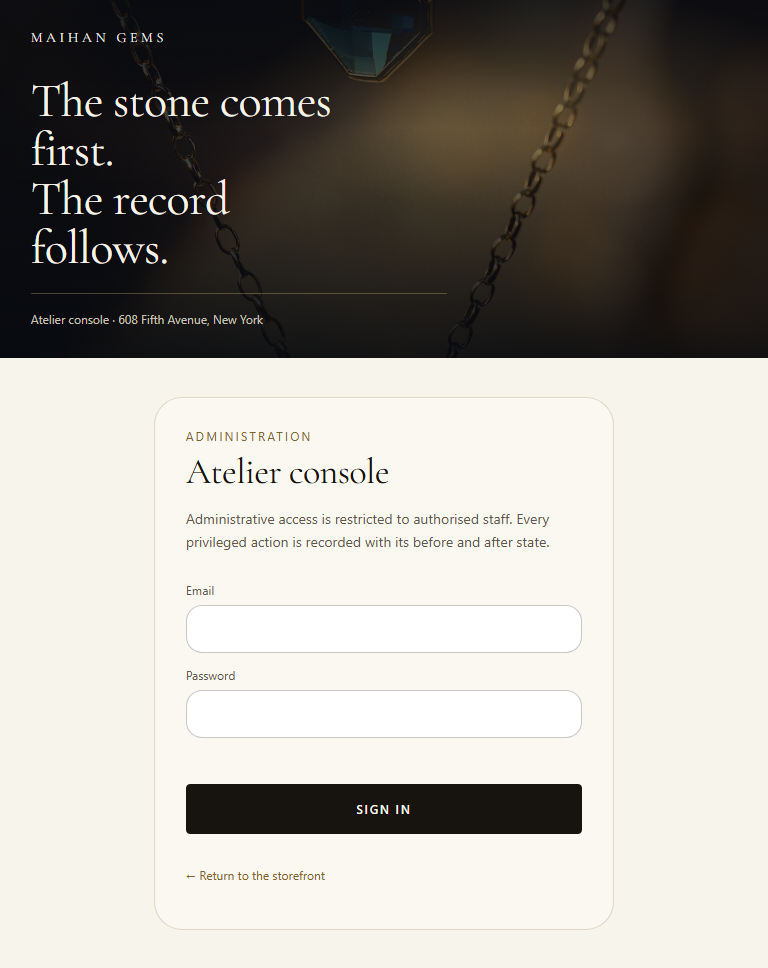 MAIHAN GEMS
The stone comes
first.
The record
follows.
Atelier console · 608 Fifth Avenue, New York
ADMINISTRATION
Atelier console
Administrative access is restricted to authorised staff. Every
privileged action is recorded with its before and after state.
Email
Password
SIGN IN
← Return to the storefront